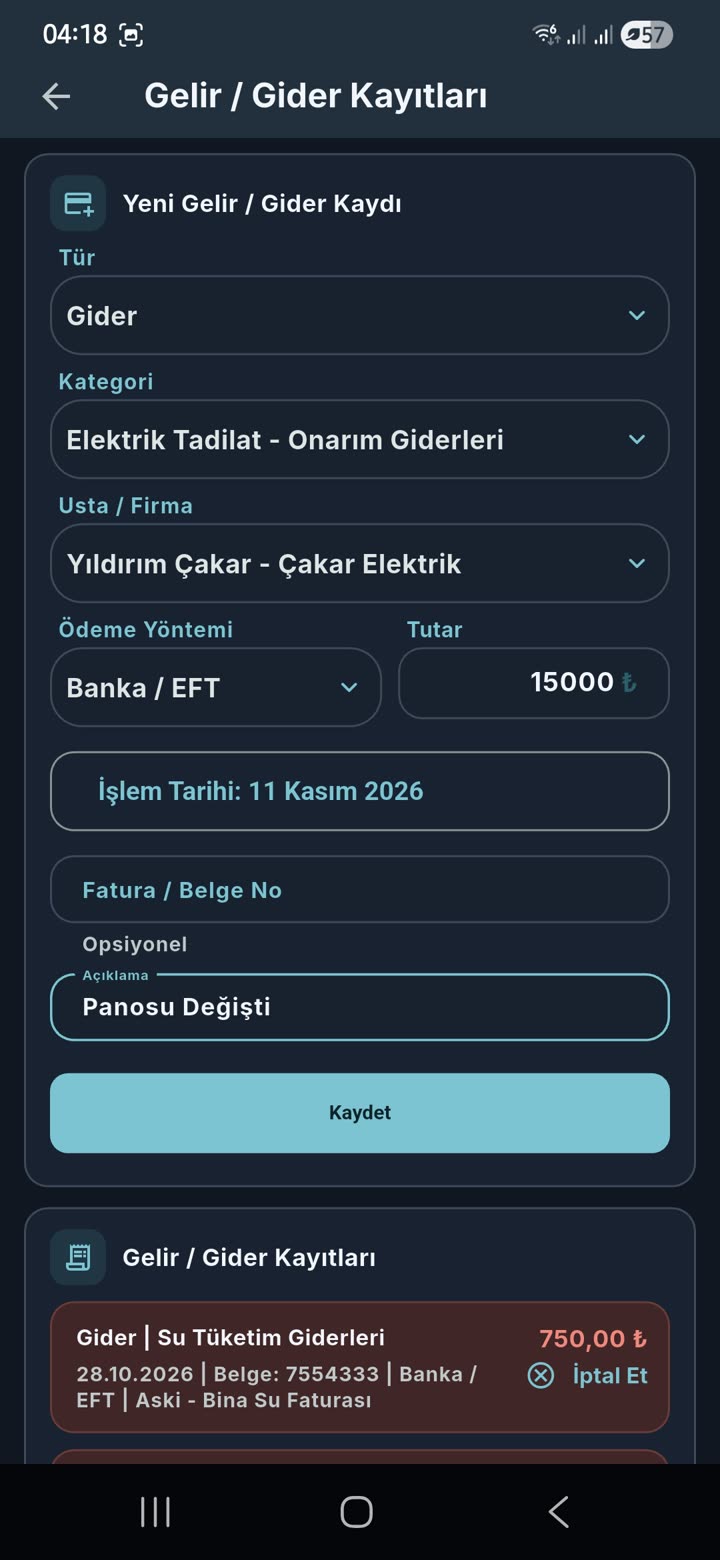 04:18
6
57
Gelir / Gider Kayıtları
Yeni Gelir / Gider Kaydı
Tür
Gider
Kategori
Elektrik Tadilat - Onarım Giderleri
Usta / Firma
Yıldırım Çakar - Çakar Elektrik
Ödeme Yöntemi
Tutar
Banka / EFT
15000 ₺
İşlem Tarihi: 11 Kasım 2026
Fatura / Belge No
Opsiyonel
Açıklama
Panosu Değişti
Kaydet
Gelir / Gider Kayıtları
Gider | Su Tüketim Giderleri
750,00 ₺
28.10.2026 | Belge: 7554333 | Banka /
EFT | Aski - Bina Su Faturası
İptal Et